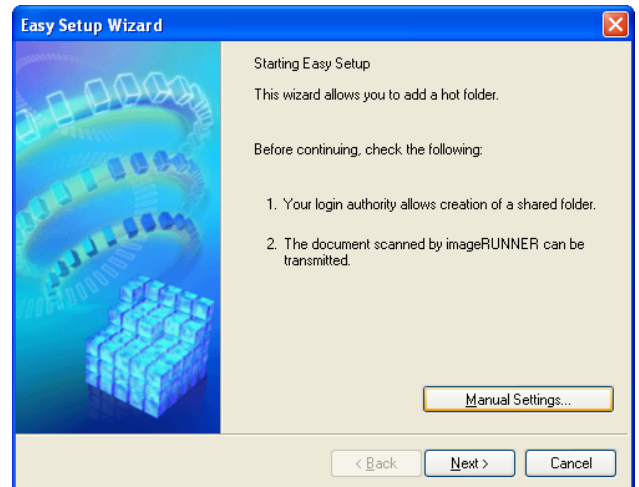 Easy Setup Wizard
Starting Easy Setup
This wizard allows you to add a hot folder.
Before continuing, check the following:
1. Your login authority allows creation of a shared folder.
2. The document scanned by imageRUNNER can be
transmitted.
Manual Settings...
< Back
Next >
Cancel